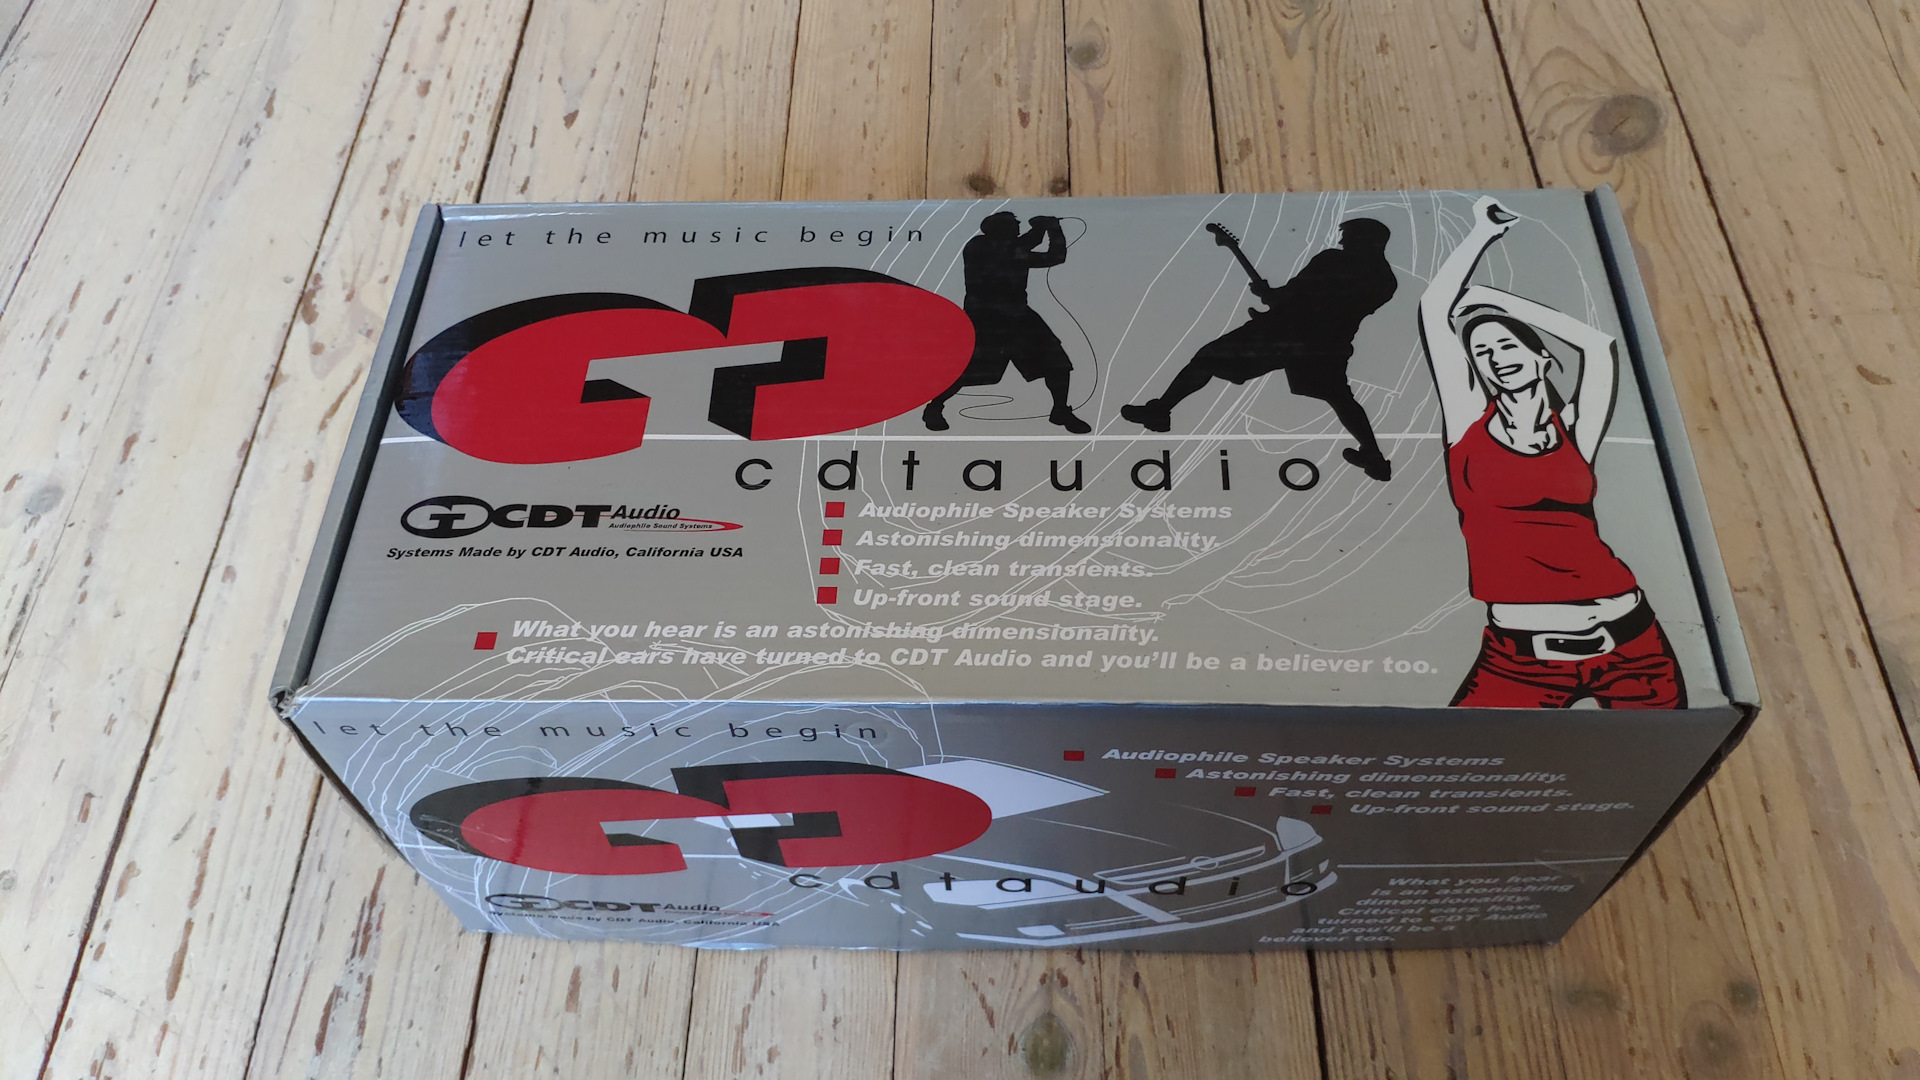 let the music begin
cdtaudio
CDT Audio
Audiophile Sound Systems
Systems Made by CDT Audio, California USA
Audiophile Speaker Systems
Astonishing dimensionality.
Fast, clean transients.
Up-front sound stage.
What you hear is an astonishing dimensionality.
Critical ears have turned to CDT Audio and you'll be a believer too.
let the music begin
cdtaudio
CDT Audio
Systems made by CDT Audio, California USA
Audiophile Speaker Systems
Astonishing dimensionality.
Fast, clean transients.
Up-front sound stage.
What you hear
is an astonishing
dimensionality.
Critical ears have
turned to CDT Audio
and you'll be a
believer too.